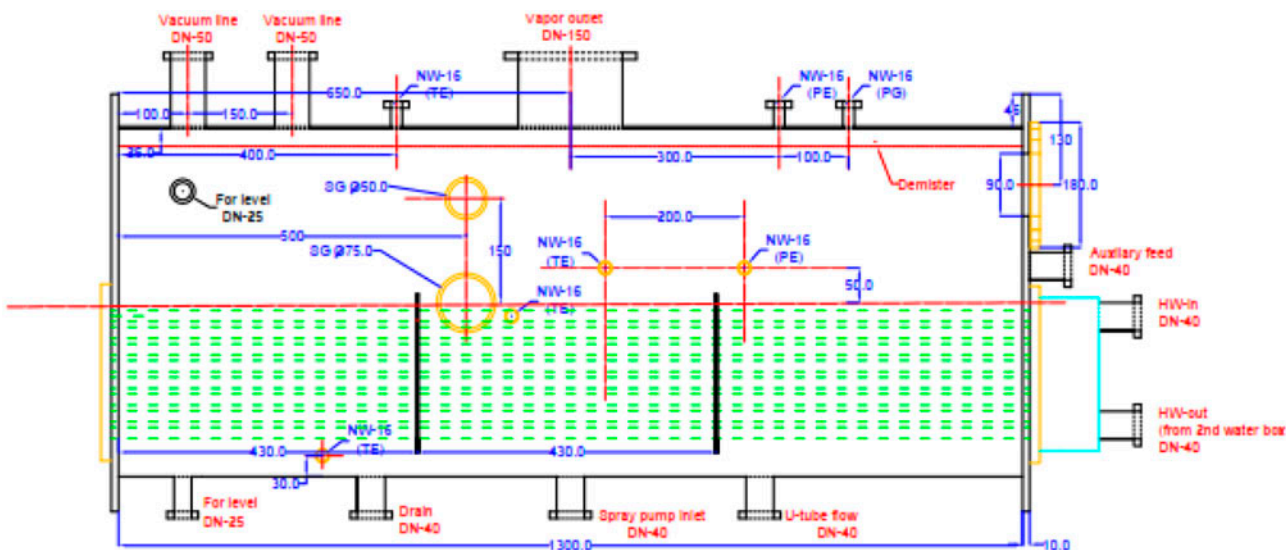 Vacuum line
DN-50
Vacuum line
DN-50
Vapor outlet
DN-150
NW-16
(TE)
NW-16
(PE)
NW-16
(PG)
650.0
100.0
150.0
45
130
400.0
300.0
100.0
Demister
90.0
180.0
SG Ø50.0
For level
DN-25
200.0
500
150
SG Ø75.0
NW-16
(TE)
NW-16
(PE)
Auxilary feed
DN-40
50.0
NW-16
(TE)
HW-in
DN-40
HW-out
(from 2nd water box
DN-40
NW-16
(TE)
430.0
430.0
30.0
For level
DN-25
Drain
DN-40
Spray pump inlet
DN-40
U-tube flow
DN-40
1300.0
10.0